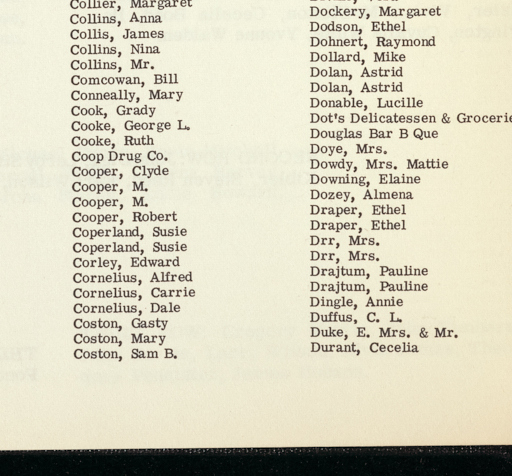 Collier, Margaret
Collins, Anna
Collis, James
Collins, Nina
Collins, Mr.
Comcowan, Bill
Conneally, Mary
Cook, Grady
Cooke, George L.
Cooke, Ruth
Coop Drug Co.
Cooper, Clyde
Cooper, M.
Cooper, M.
Cooper, Robert
Coperland, Susie
Coperland, Susie
Corley, Edward
Cornelius, Alfred
Cornelius, Carrie
Cornelius, Dale
Coston, Gasty
Coston, Mary
Coston, Sam B.
Dockery, Margaret
Dodson, Ethel
Dohnert, Raymond
Dollard, Mike
Dolan, Astrid
Dolan, Astrid
Donable, Lucille
Dot's Delicatessen & Grocerie
Douglas Bar B Que
Doye, Mrs.
Dowdy, Mrs. Mattie
Downing, Elaine
Dozey, Almena
Draper, Ethel
Draper, Ethel
Drr, Mrs.
Drr, Mrs.
Drajtum, Pauline
Drajtum, Pauline
Dingle, Annie
Duffus, C. L.
Duke, E. Mrs. & Mr.
Durant, Cecelia